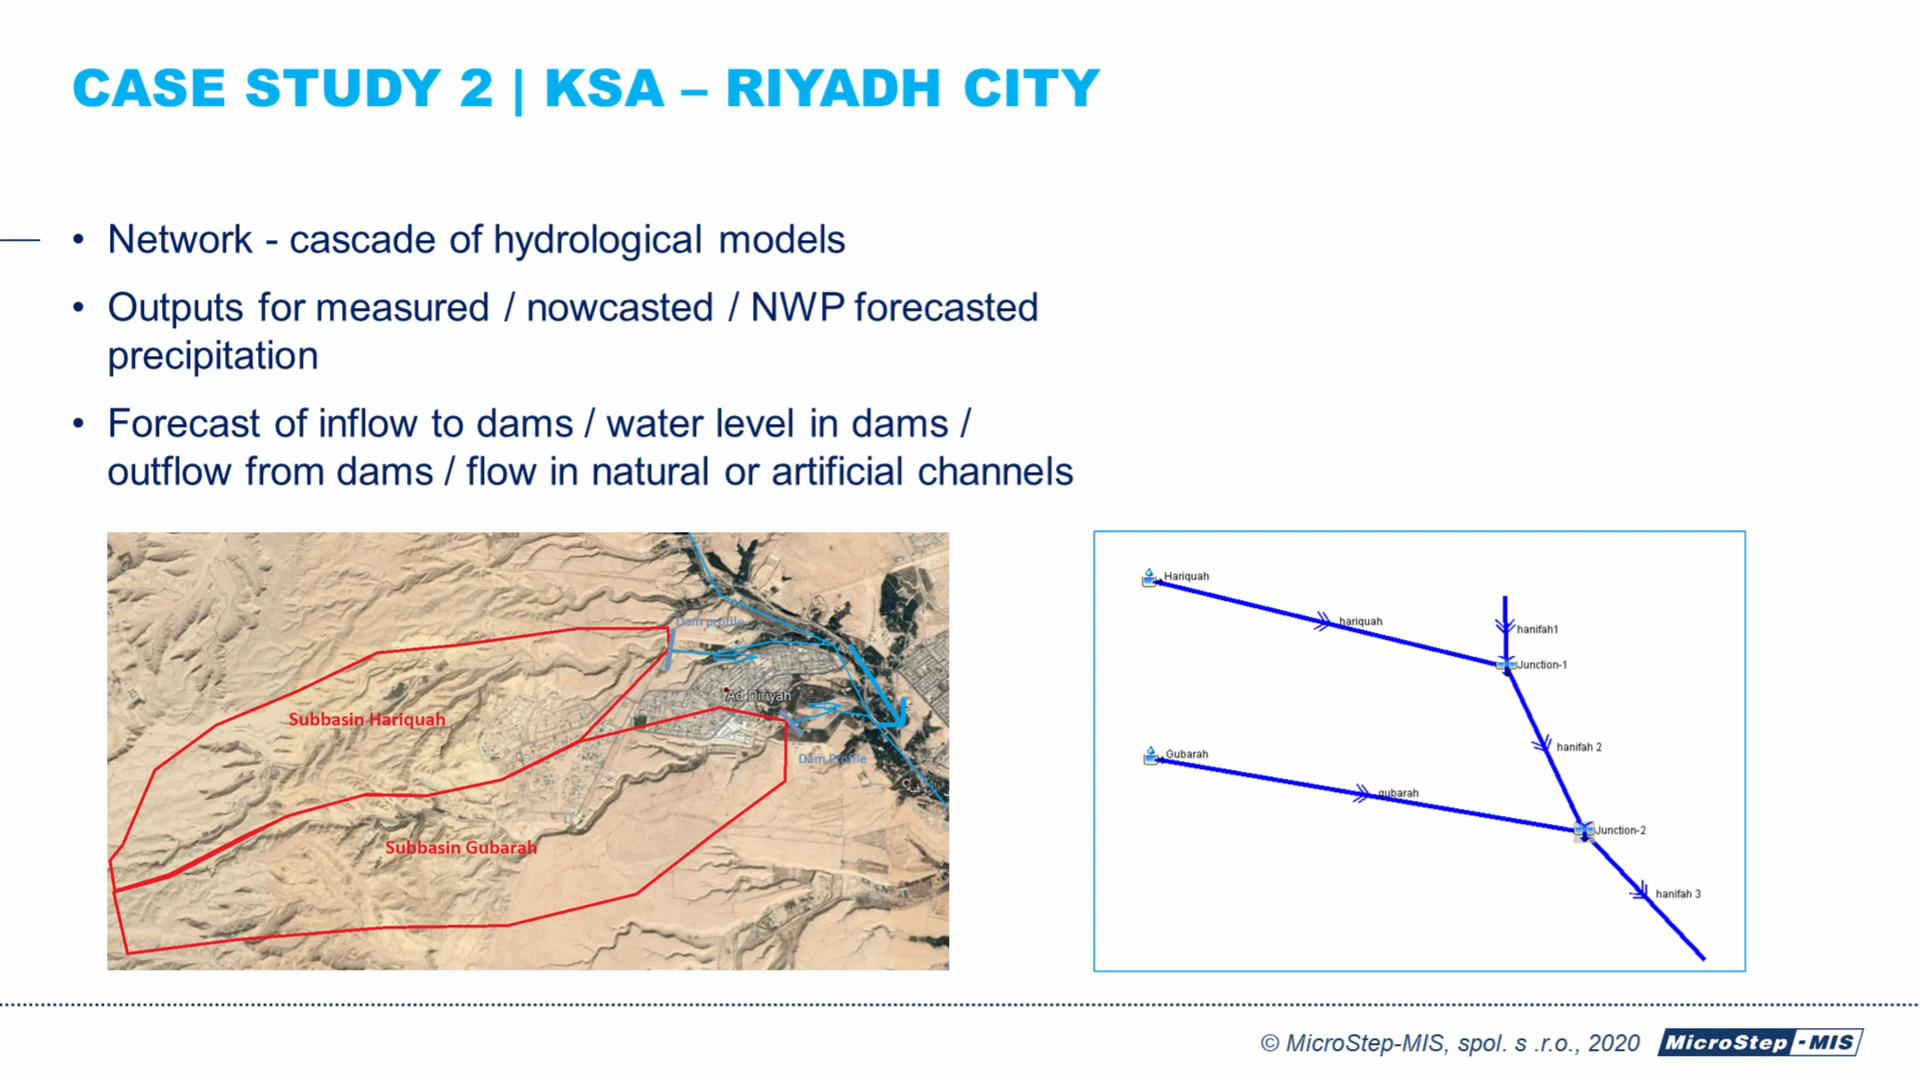 CASE STUDY 2 | KSA – RIYADH CITY
• Network - cascade of hydrological models
• Outputs for measured / nowcasted / NWP forecasted
precipitation
• Forecast of inflow to dams / water level in dams /
outflow from dams / flow in natural or artificial channels
Dam profile
Ad Diriyah
Subbasin Hariquah
Dam Profile
Subbasin Gubarah
Hariquah
hariquah
hanifah1
Junction-1
hanifah 2
Gubarah
gubarah
Junction-2
hanifah 3
© MicroStep-MIS, spol. s .r.o., 2020
MicroStep-MIS